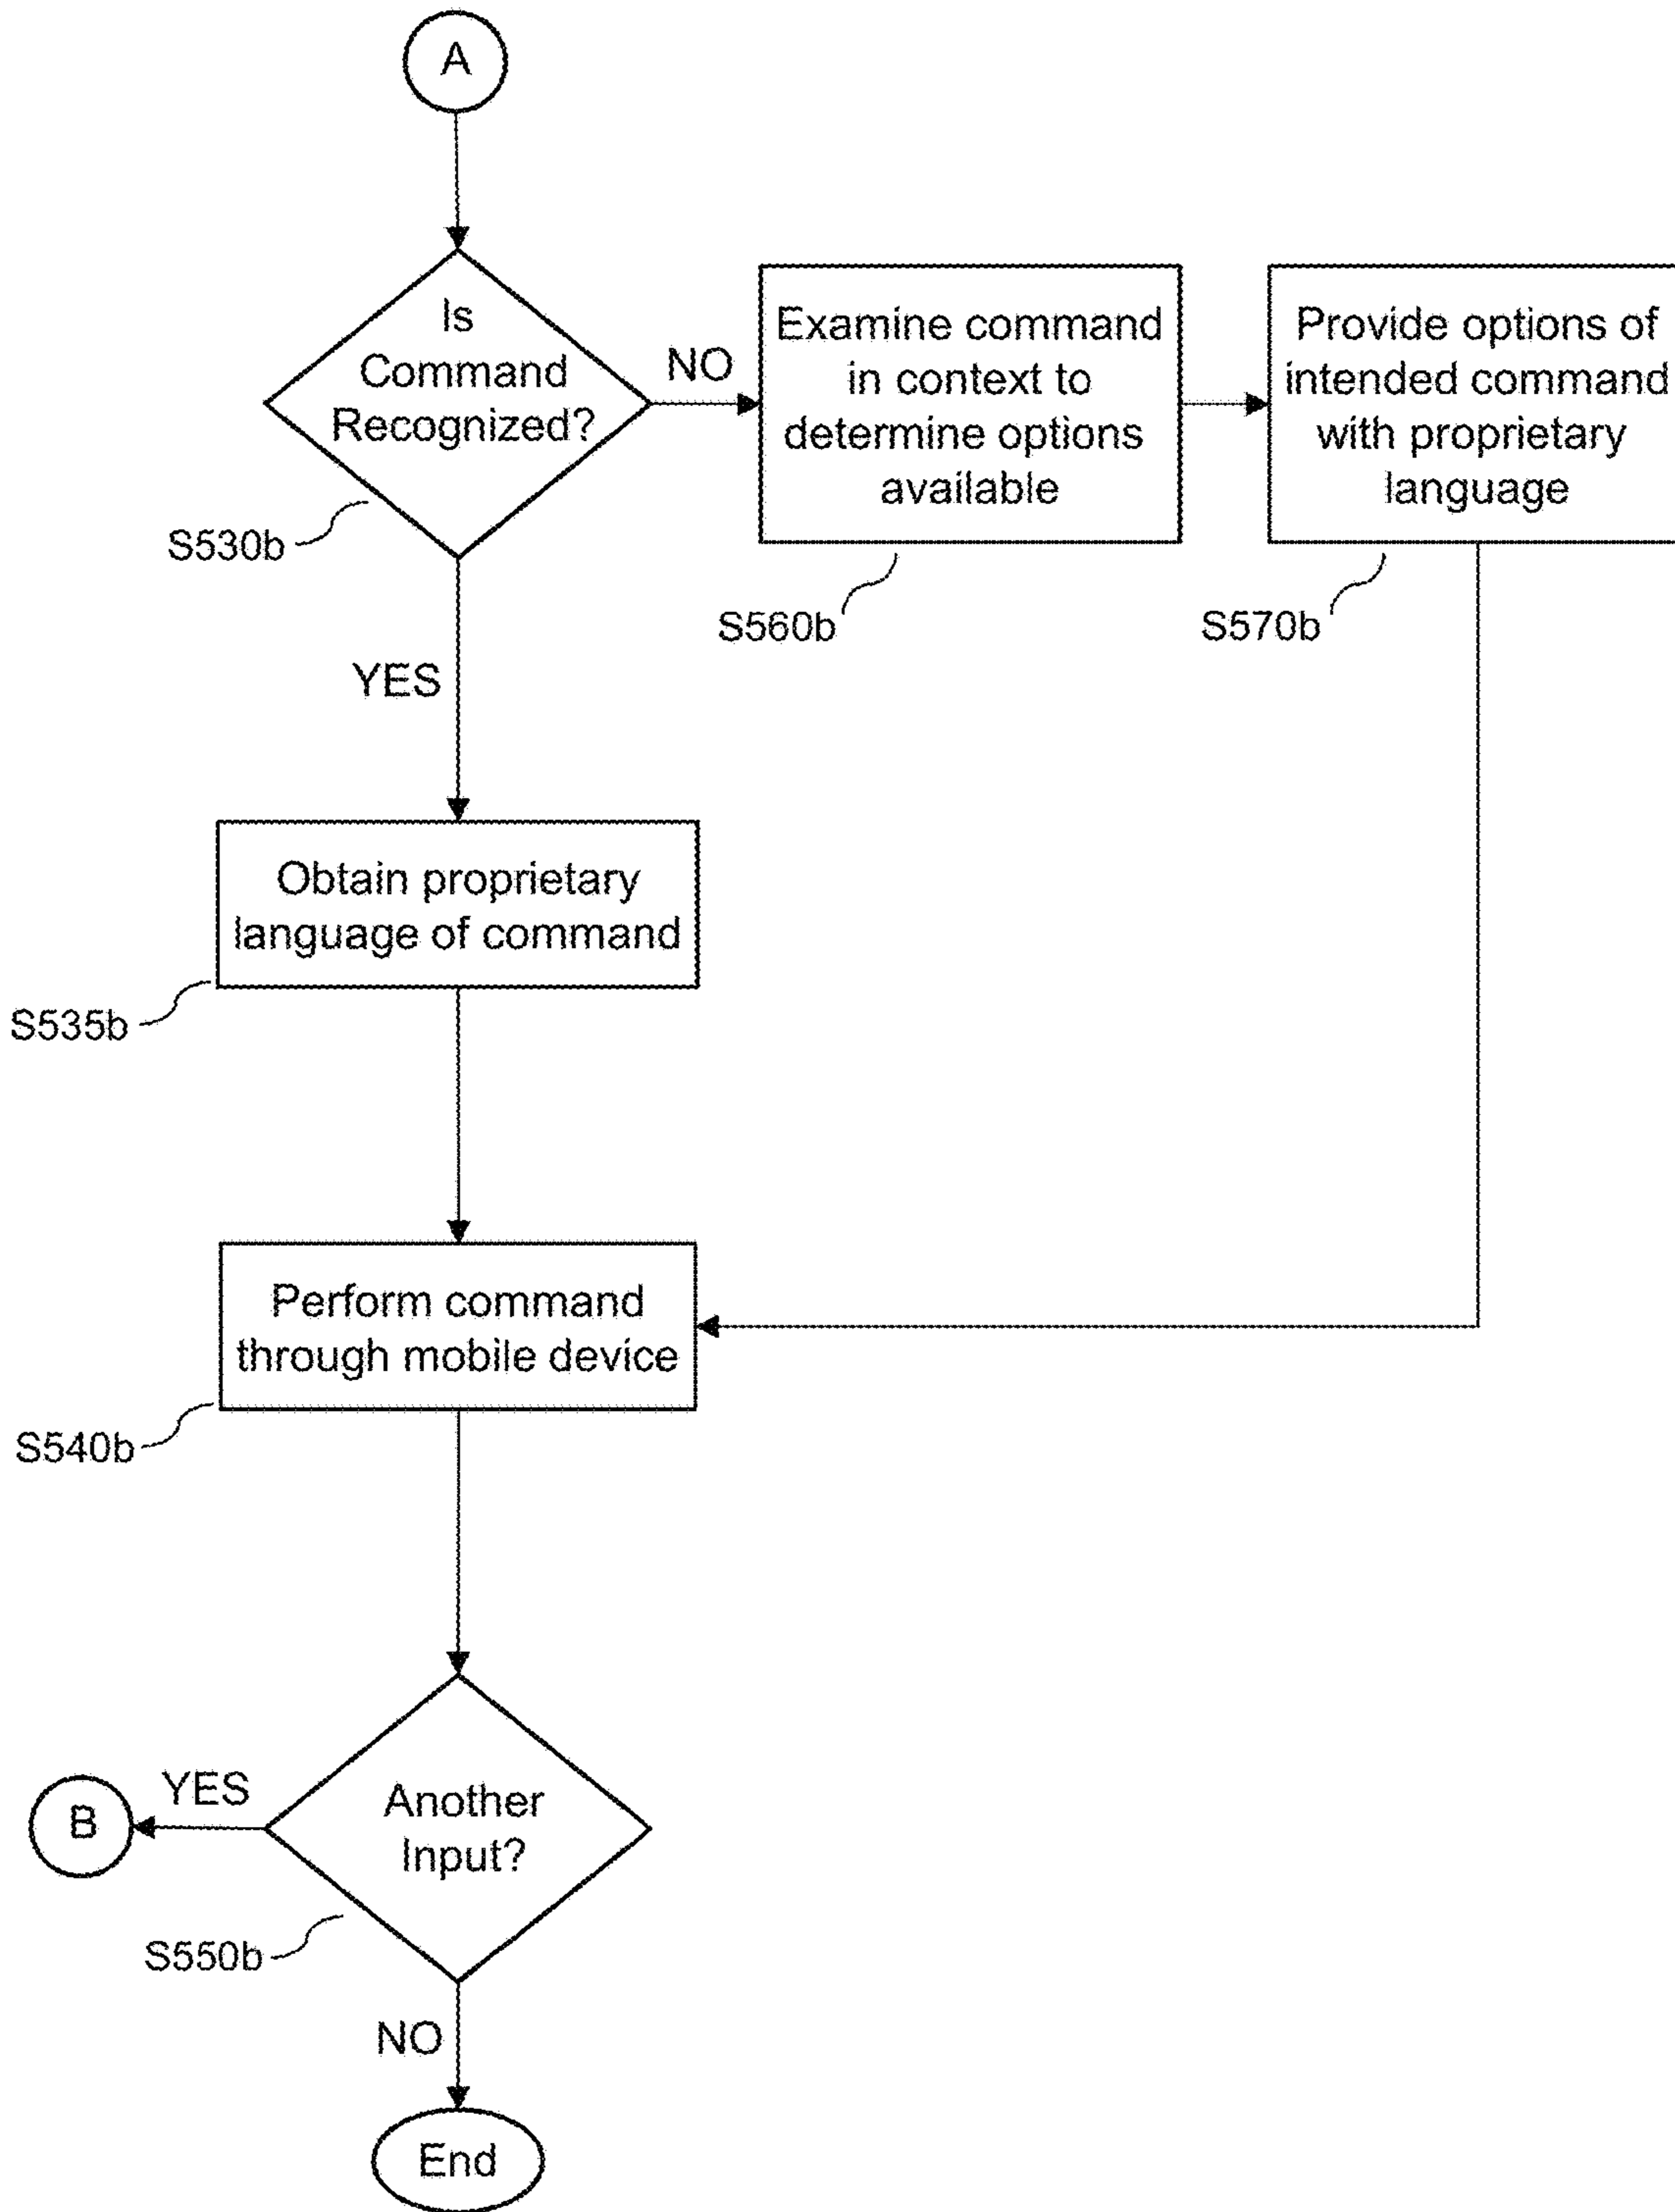 A
Is
Command
Recognized?
NO
Examine command
in context to
determine options
available
Provide options of
intended command
with proprietary
language
S530b
S560b
S570b
YES
Obtain proprietary
language of command
S535b
Perform command
through mobile device
S540b
Another
Input?
YES
B
S550b
NO
End